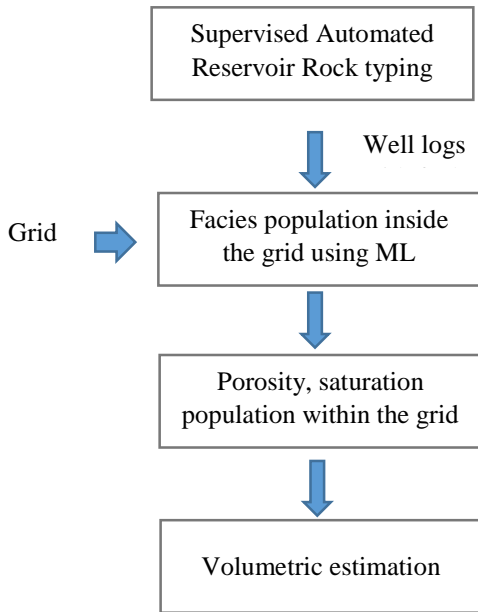 Supervised Automated
Reservoir Rock typing
Well logs
Grid
Facies population inside
the grid using ML
Porosity, saturation
population within the grid
Volumetric estimation